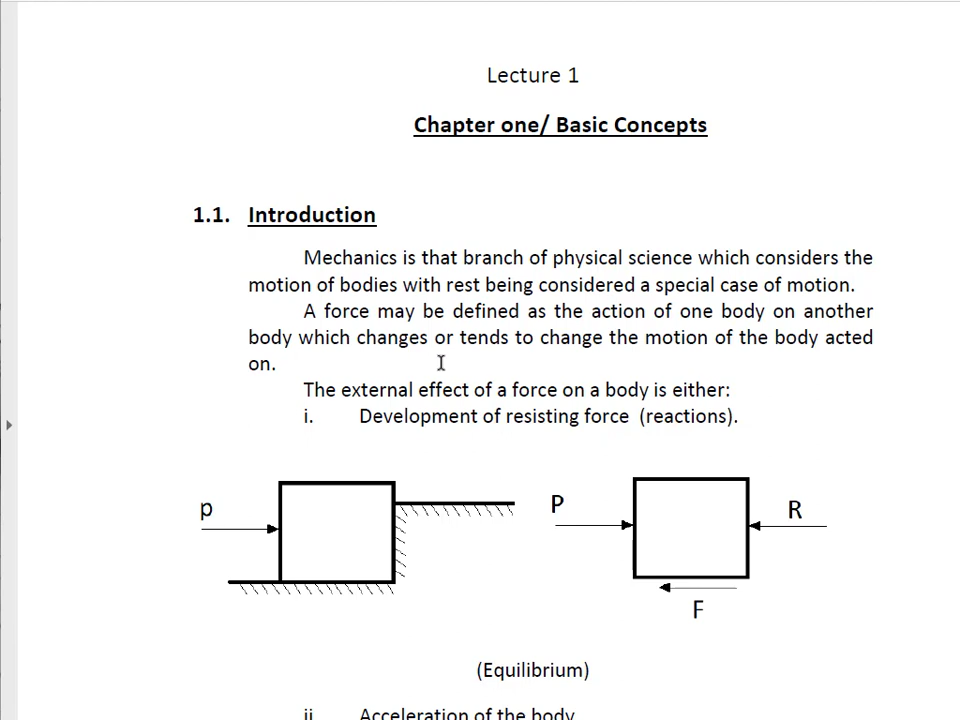 Lecture 1
Chapter one/ Basic Concepts
1.1. Introduction
Mechanics is that branch of physical science which considers the
motion of bodies with rest being considered a special case of motion.
A force may be defined as the action of one body on another
body which changes or tends to change the motion of the body acted
on.
The external effect of a force on a body is either:
i. Development of resisting force (reactions).
p
P
R
F
(Equilibrium)
ii Acceleration of the body